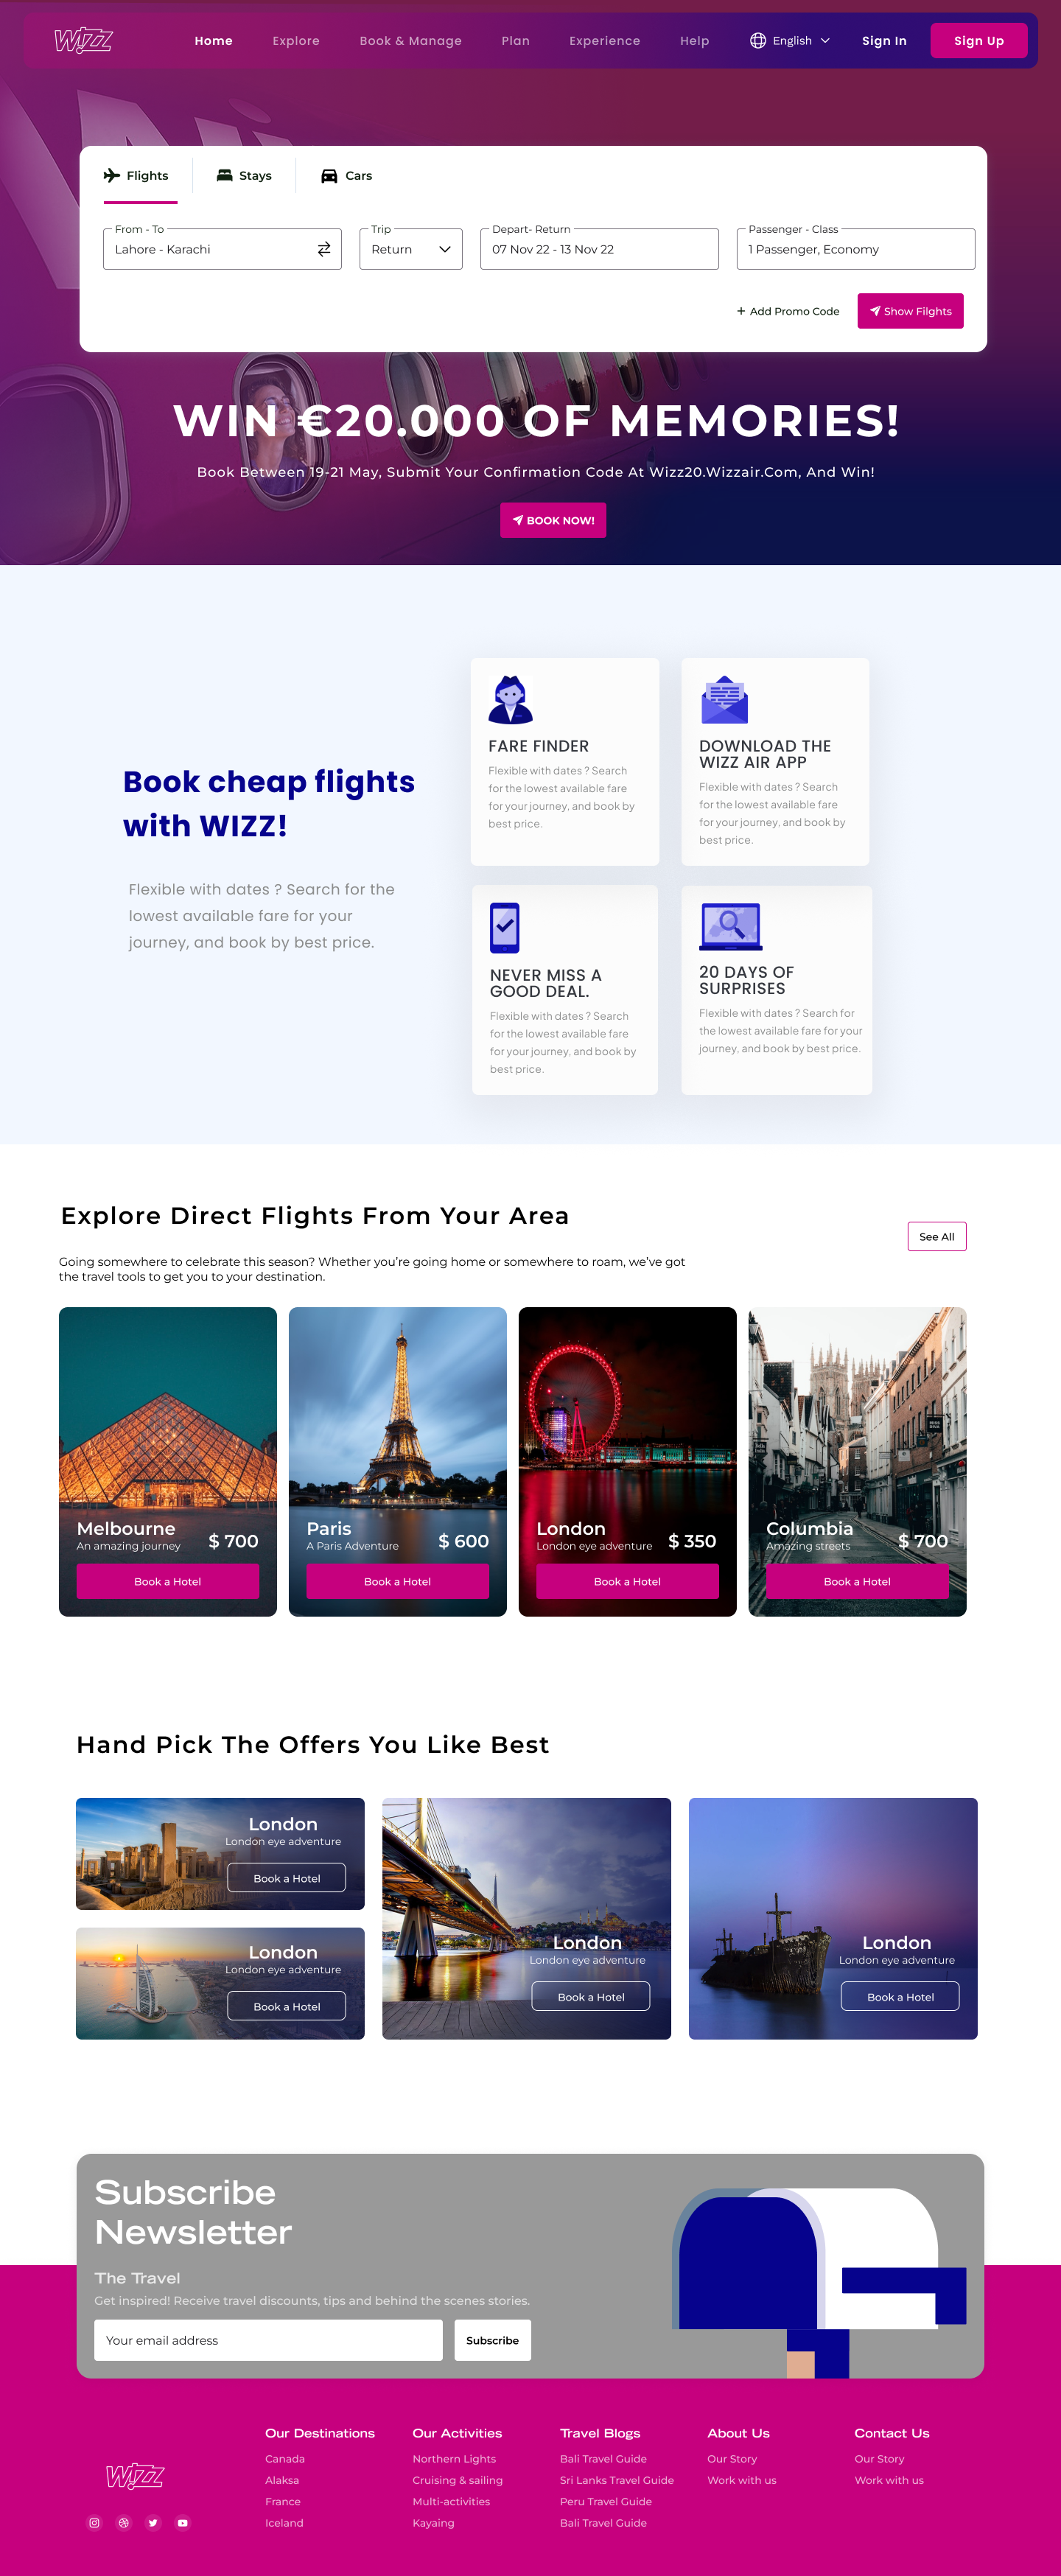 WIZZ
Home
Explore
Book & Manage
Plan
Experience
Help
English
Sign In
Sign Up
Flights
Stays
Cars
From - To
Lahore - Karachi
Trip
Return
Depart- Return
07 Nov 22 - 13 Nov 22
Passenger - Class
1 Passenger, Economy
+ Add Promo Code
Show Filghts
WIN €20.000 OF MEMORIES!
Book Between 19-21 May, Submit Your Confirmation Code At Wizz20.Wizzair.Com, And Win!
BOOK NOW!
Book cheap flights
with WIZZ!
Flexible with dates ? Search for the
lowest available fare for your
journey, and book by best price.
FARE FINDER
Flexible with dates ? Search
for the lowest available fare
for your journey, and book by
best price.
DOWNLOAD THE
WIZZ AIR APP
Flexible with dates ? Search
for the lowest available fare
for your journey, and book by
best price.
NEVER MISS A
GOOD DEAL.
Flexible with dates ? Search
for the lowest available fare
for your journey, and book by
best price.
20 DAYS OF
SURPRISES
Flexible with dates ? Search for
the lowest available fare for your
journey, and book by best price.
Explore Direct Flights From Your Area
See All
Going somewhere to celebrate this season? Whether you’re going home or somewhere to roam, we’ve got
the travel tools to get you to your destination.
Melbourne
An amazing journey
$ 700
Book a Hotel
Paris
A Paris Adventure
$ 600
Book a Hotel
London
London eye adventure
$ 350
Book a Hotel
Columbia
Amazing streets
$ 700
Book a Hotel
Hand Pick The Offers You Like Best
London
London eye adventure
Book a Hotel
London
London eye adventure
Book a Hotel
London
London eye adventure
Book a Hotel
London
London eye adventure
Book a Hotel
Subscribe
Newsletter
The Travel
Get inspired! Receive travel discounts, tips and behind the scenes stories.
Your email address
Subscribe
WIZZ
Our Destinations
Canada
Alaksa
France
Iceland
Our Activities
Northern Lights
Cruising & sailing
Multi-activities
Kayaing
Travel Blogs
Bali Travel Guide
Sri Lanks Travel Guide
Peru Travel Guide
Bali Travel Guide
About Us
Our Story
Work with us
Contact Us
Our Story
Work with us